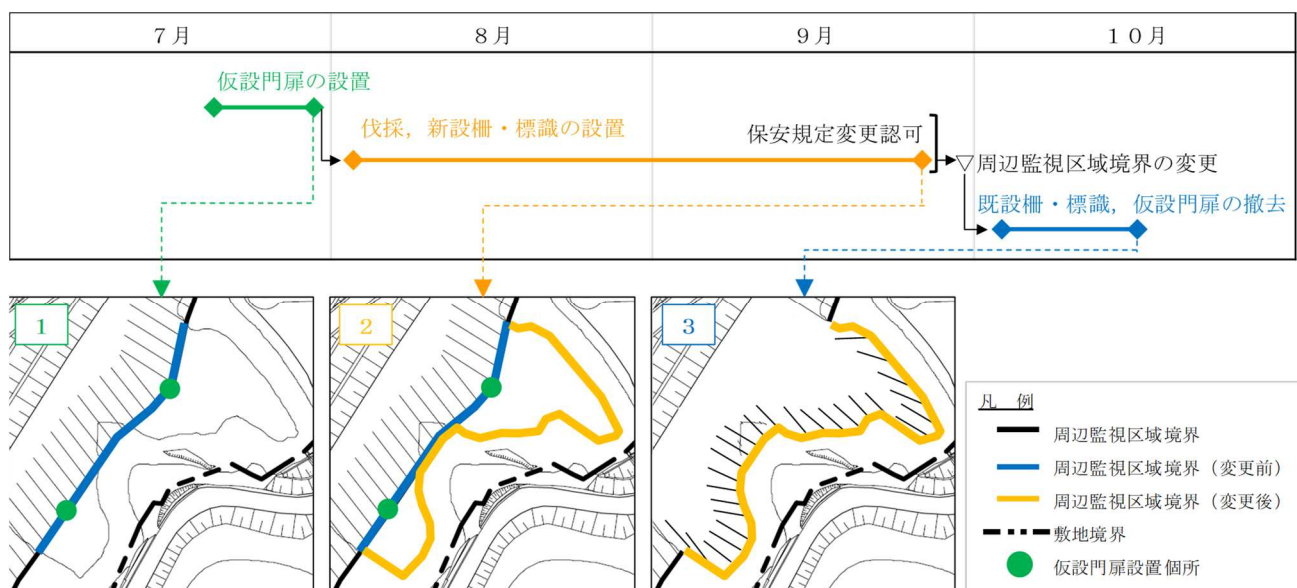 ７月
８月
９月
１０月
仮設門扉の設置
伐採，新設柵・標識の設置
保安規定変更認可
▽周辺監視区域境界の変更
既設柵・標識，仮設門扉の撤去
１
２
３
凡　例
周辺監視区域境界
周辺監視区域境界（変更前）
周辺監視区域境界（変更後）
敷地境界
仮設門扉設置個所